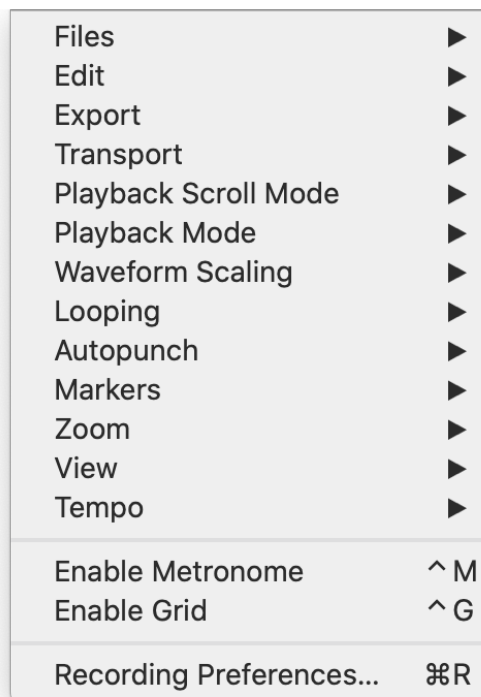 Files ▶
Edit ▶
Export ▶
Transport ▶
Playback Scroll Mode ▶
Playback Mode ▶
Waveform Scaling ▶
Looping ▶
Autopunch ▶
Markers ▶
Zoom ▶
View ▶
Tempo ▶
Enable Metronome ^M
Enable Grid ^G
Recording Preferences... ⌘R